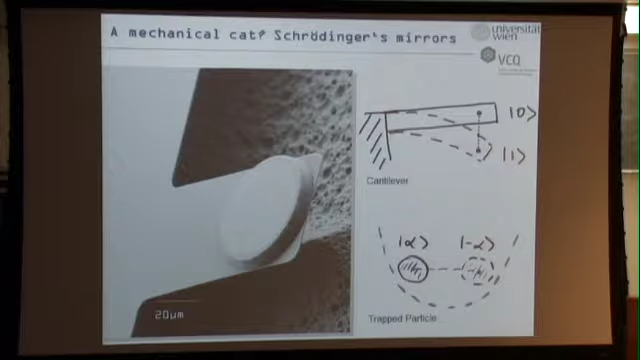 A mechanical cat? Schrödinger's mirrors
universität
wien
VCQ
|0>
|1>
Cantilever
|α>
|-α>
Trapped Particle
20µm